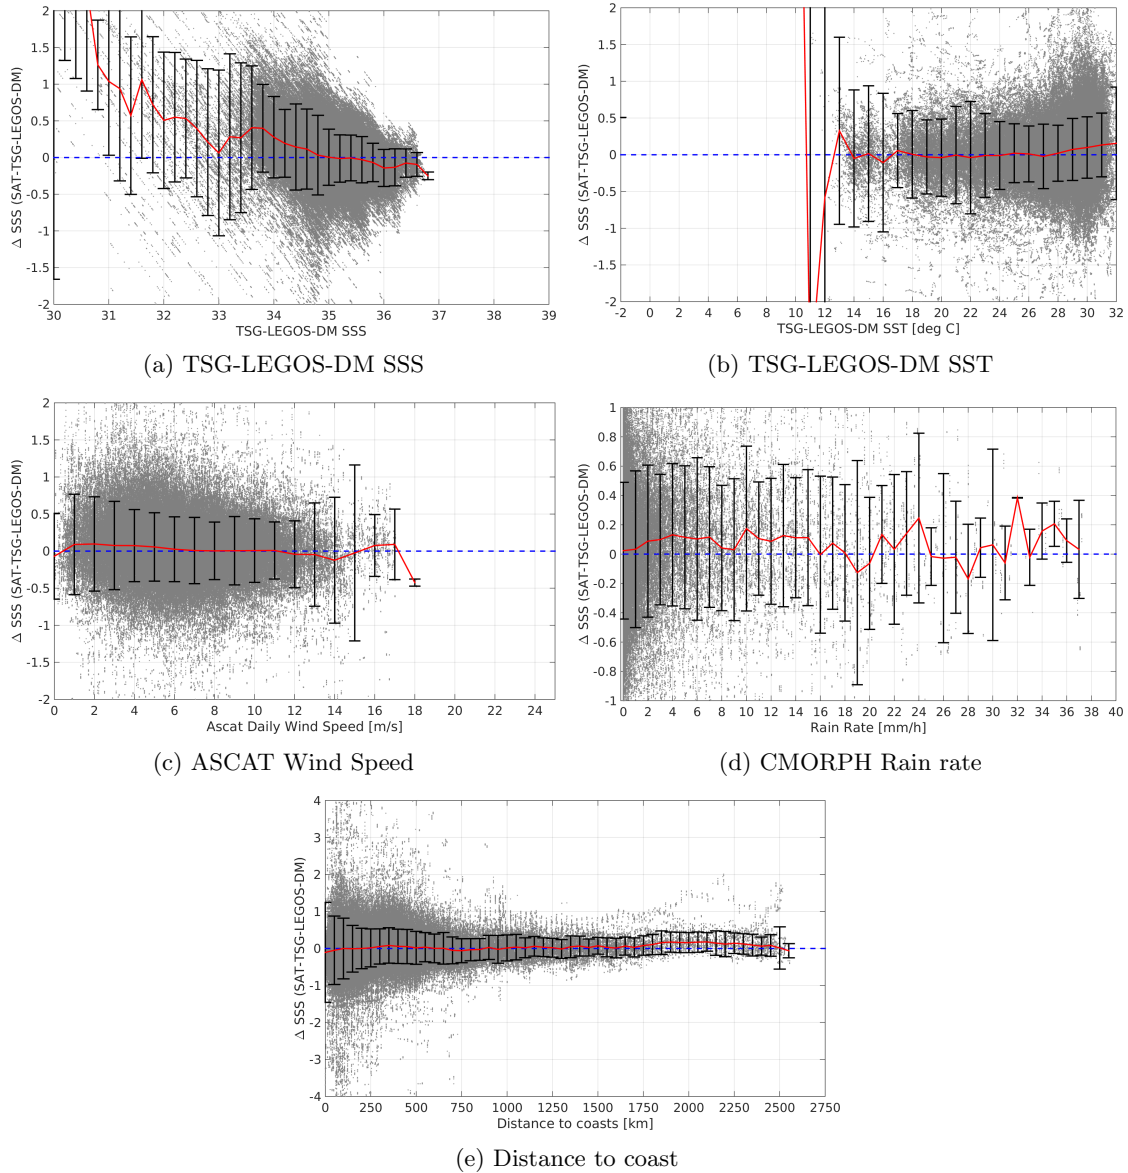 Δ SSS (SAT-TSG-LEGOS-DM)
2
1.5
1
0.5
0
-0.5
-1
-1.5
-2
30 31 32 33 34 35 36 37 38 39
TSG-LEGOS-DM SSS
(a) TSG-LEGOS-DM SSS
Δ SSS (SAT-TSG-LEGOS-DM)
2
1.5
1
0.5
0
-0.5
-1
-1.5
-2
-2 0 2 4 6 8 10 12 14 16 18 20 22 24 26 28 30 32
TSG-LEGOS-DM SST [deg C]
(b) TSG-LEGOS-DM SST
Δ SSS (SAT-TSG-LEGOS-DM)
2
1.5
1
0.5
0
-0.5
-1
-1.5
-2
0 2 4 6 8 10 12 14 16 18 20 22 24
Ascat Daily Wind Speed [m/s]
(c) ASCAT Wind Speed
Δ SSS (SAT-TSG-LEGOS-DM)
1
0.8
0.6
0.4
0.2
0
-0.2
-0.4
-0.6
-0.8
-1
0 2 4 6 8 10 12 14 16 18 20 22 24 26 28 30 32 34 36 38 40
Rain Rate [mm/h]
(d) CMORPH Rain rate
Δ SSS (SAT-TSG-LEGOS-DM)
4
3
2
1
0
-1
-2
-3
-4
0 250 500 750 1000 1250 1500 1750 2000 2250 2500 2750
Distance to coasts [km]
(e) Distance to coast